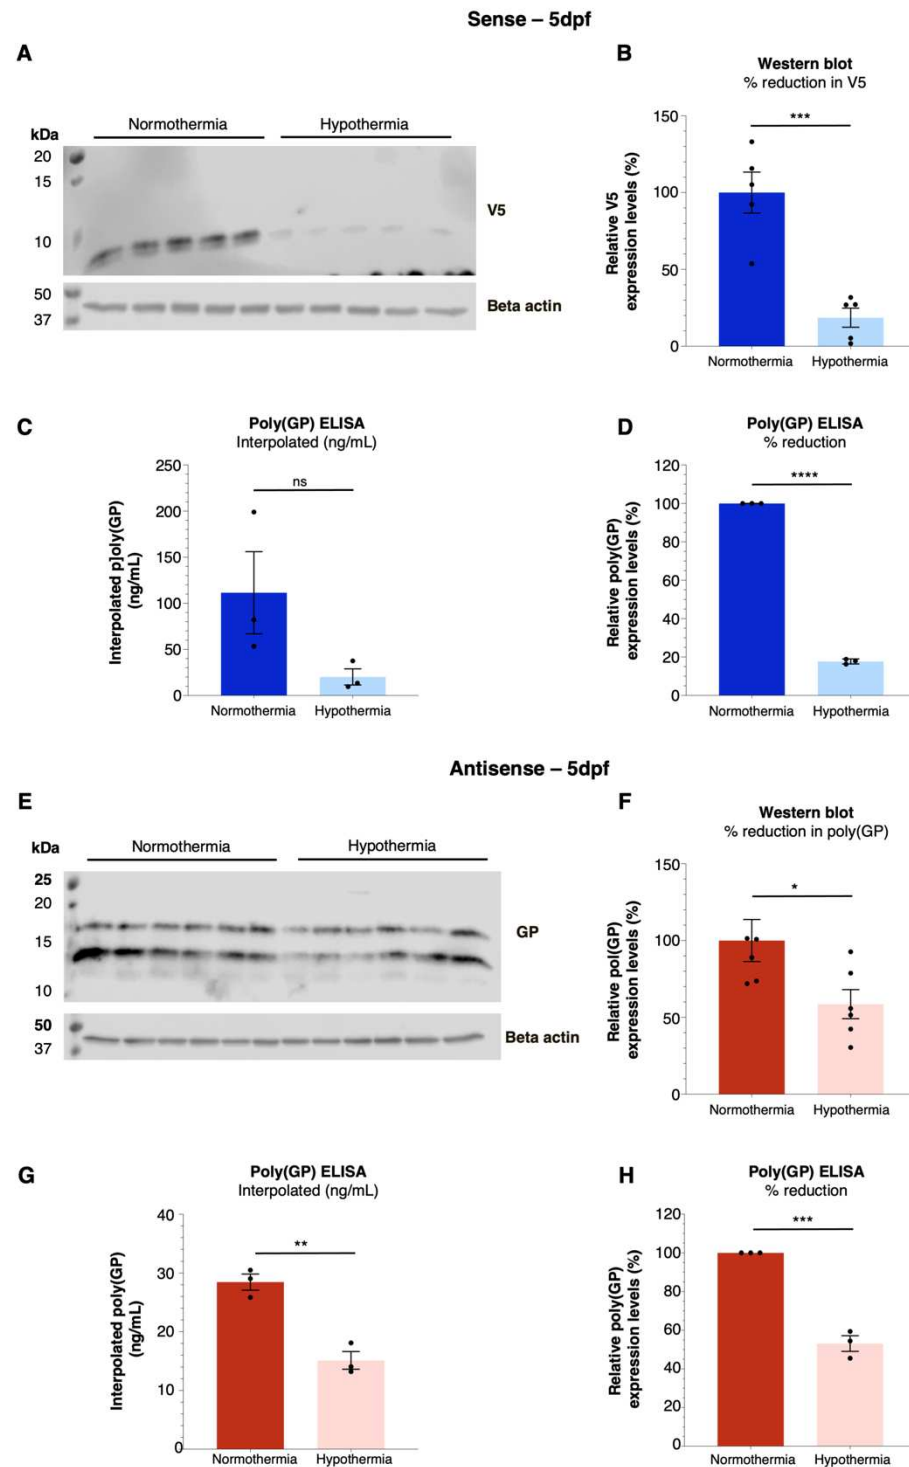 Sense – 5dpf
A
Normothermia Hypothermia
kDa
20
15
10
V5
50
37
Beta actin
B
Western blot
% reduction in V5
Relative V5
expression levels (%)
150
100
50
0
***
Normothermia Hypothermia
C
Poly(GP) ELISA
Interpolated (ng/mL)
Interpolated p]oly(GP)
(ng/mL)
250
200
150
100
50
0
ns
Normothermia Hypothermia
D
Poly(GP) ELISA
% reduction
Relative poly(GP)
expression levels (%)
120
100
80
60
40
20
0
****
Normothermia Hypothermia
Antisense – 5dpf
E
Normothermia Hypothermia
kDa
25
20
15
10
GP
50
37
Beta actin
F
Western blot
% reduction in poly(GP)
Relative pol(GP)
expression levels (%)
150
100
50
0
*
Normothermia Hypothermia
G
Poly(GP) ELISA
Interpolated (ng/mL)
Interpolated poly(GP)
(ng/mL)
40
30
20
10
0
**
Normothermia Hypothermia
H
Poly(GP) ELISA
% reduction
Relative poly(GP)
expression levels (%)
120
100
80
60
40
20
0
***
Normothermia Hypothermia